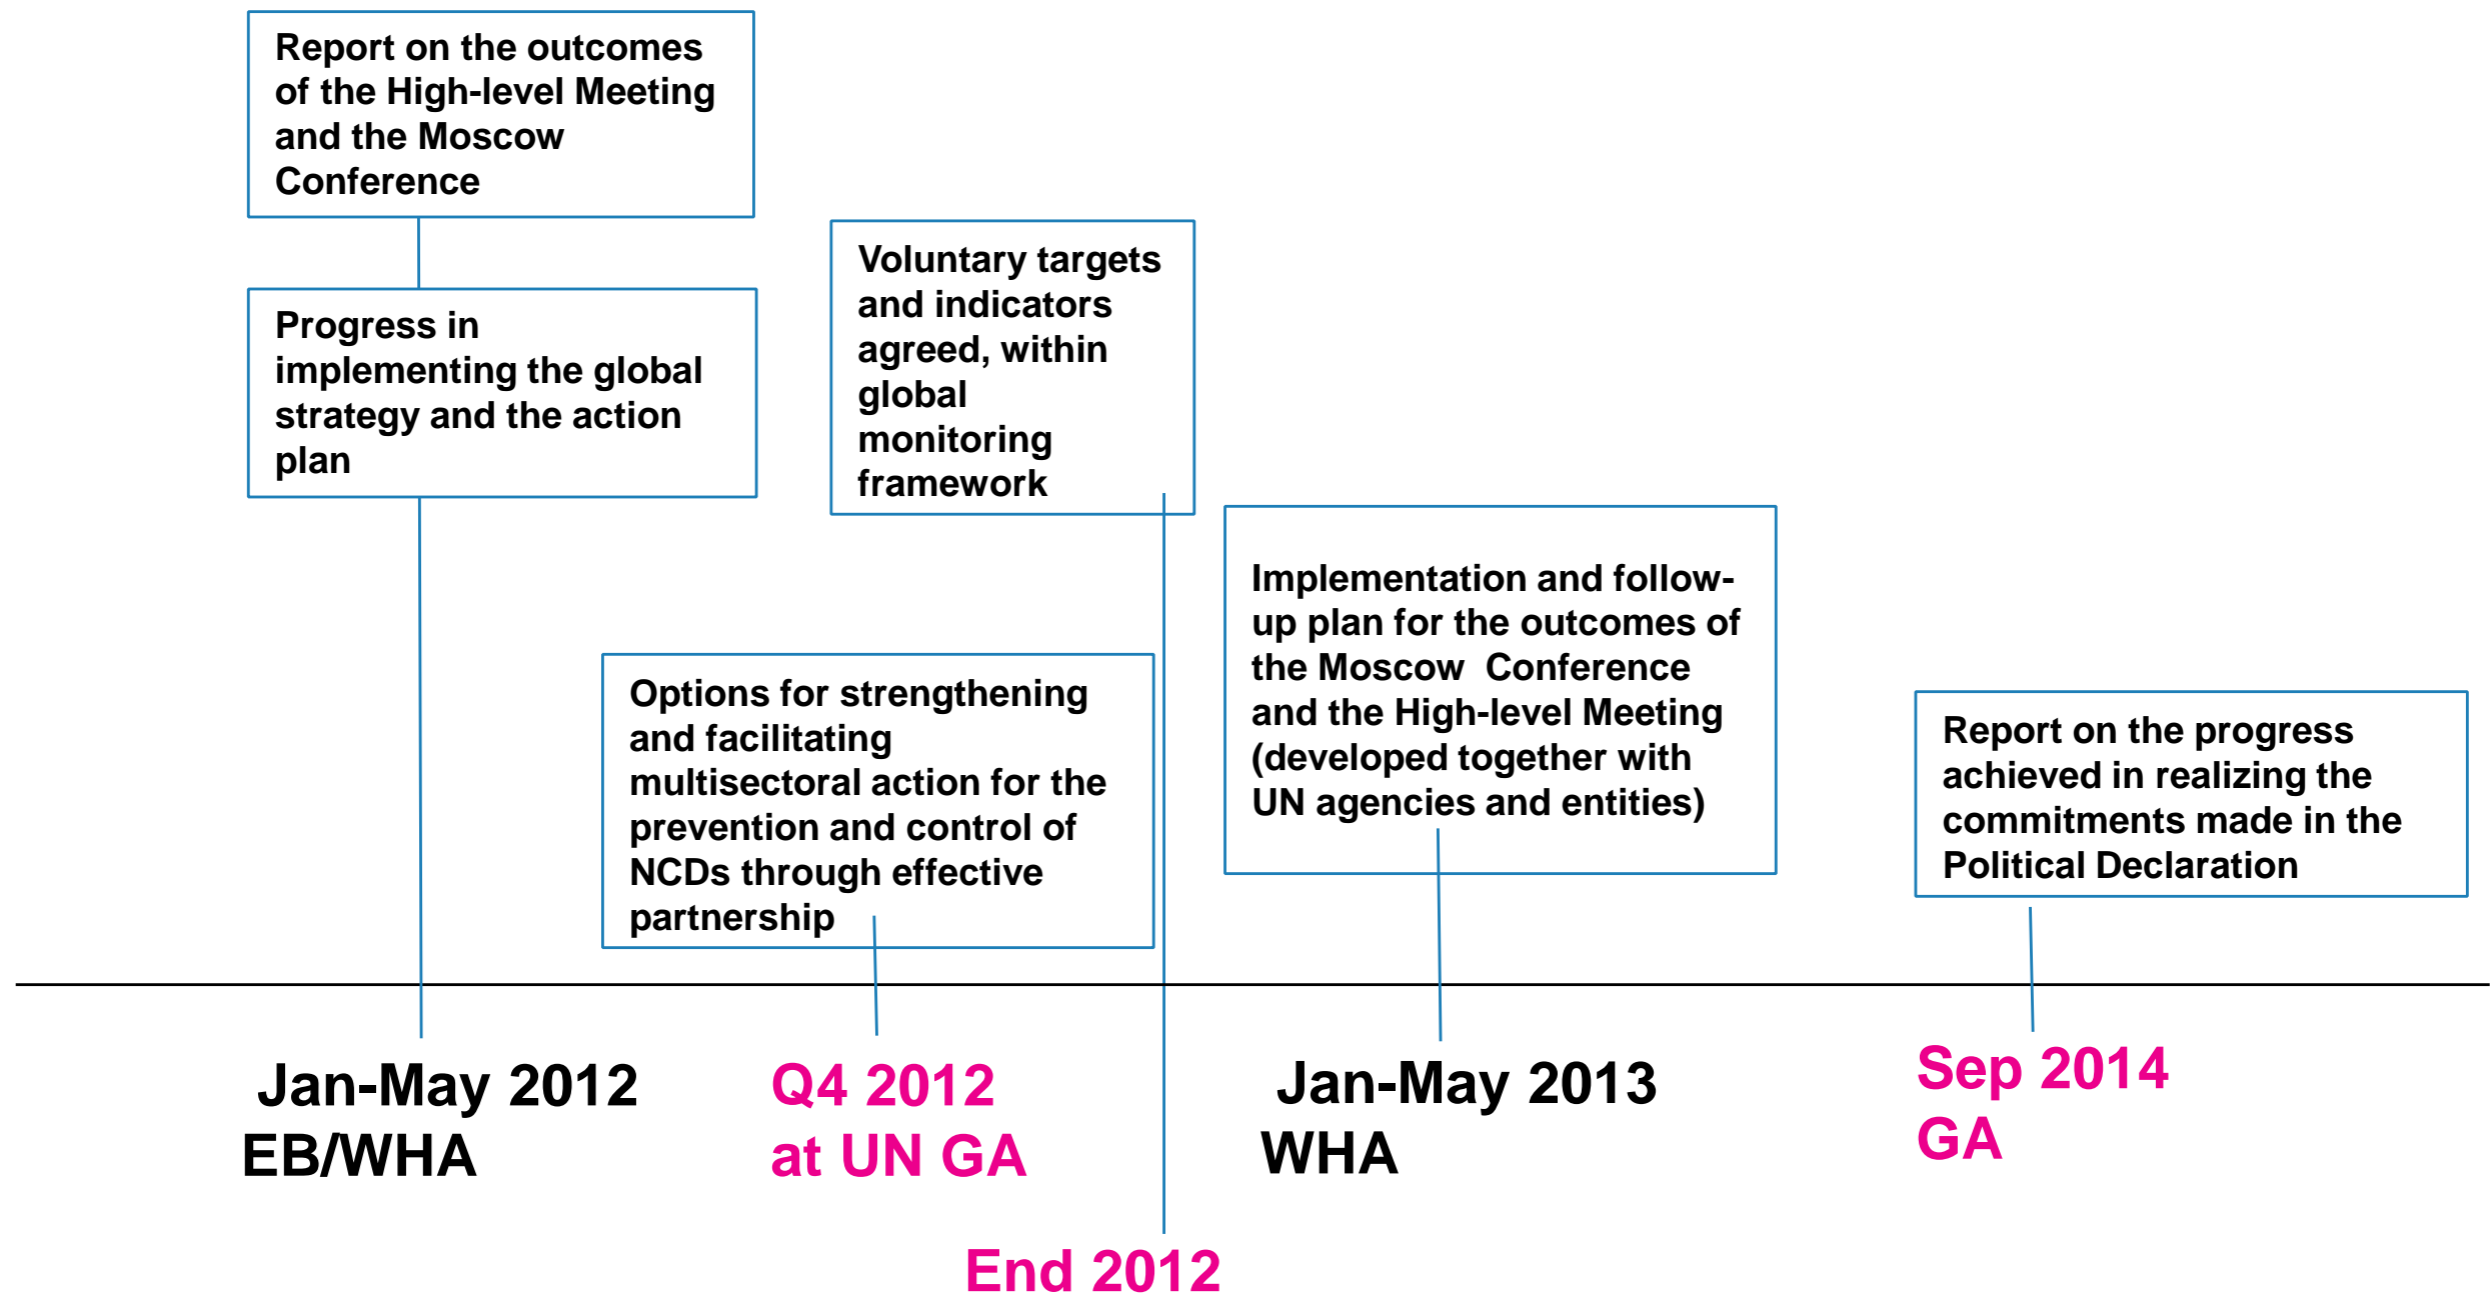 Report on the outcomes
of the High-level Meeting
and the Moscow
Conference
Progress in
implementing the global
strategy and the action
plan
Voluntary targets
and indicators
agreed, within
global
monitoring
framework
Options for strengthening
and facilitating
multisectoral action for the
prevention and control of
NCDs through effective
partnership
Implementation and follow-
up plan for the outcomes of
the Moscow  Conference
and the High-level Meeting
(developed together with
UN agencies and entities)
Report on the progress
achieved in realizing the
commitments made in the
Political Declaration
Jan-May 2012
EB/WHA
Q4 2012
at UN GA
End 2012
Jan-May 2013
WHA
Sep 2014
GA